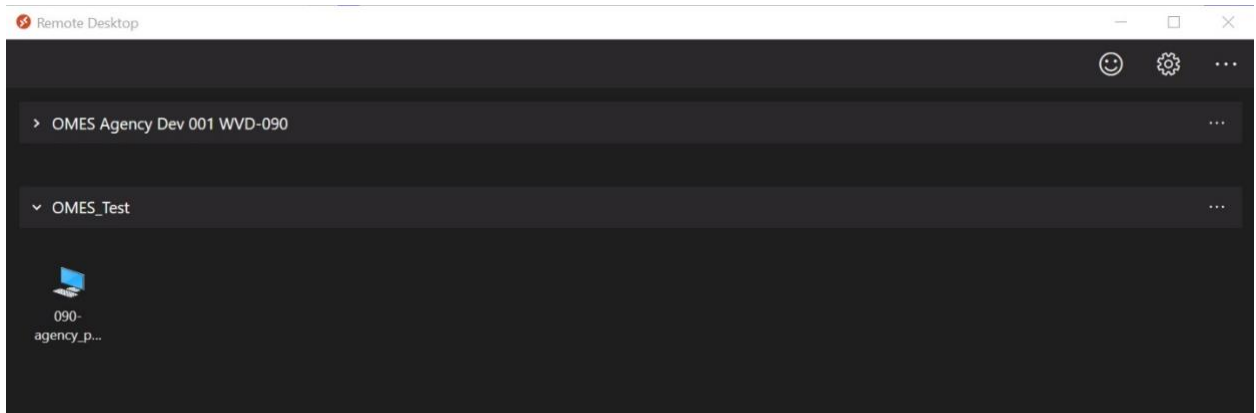 Remote Desktop
OMES Agency Dev 001 WVD-090
OMES_Test
090-
agency_p...